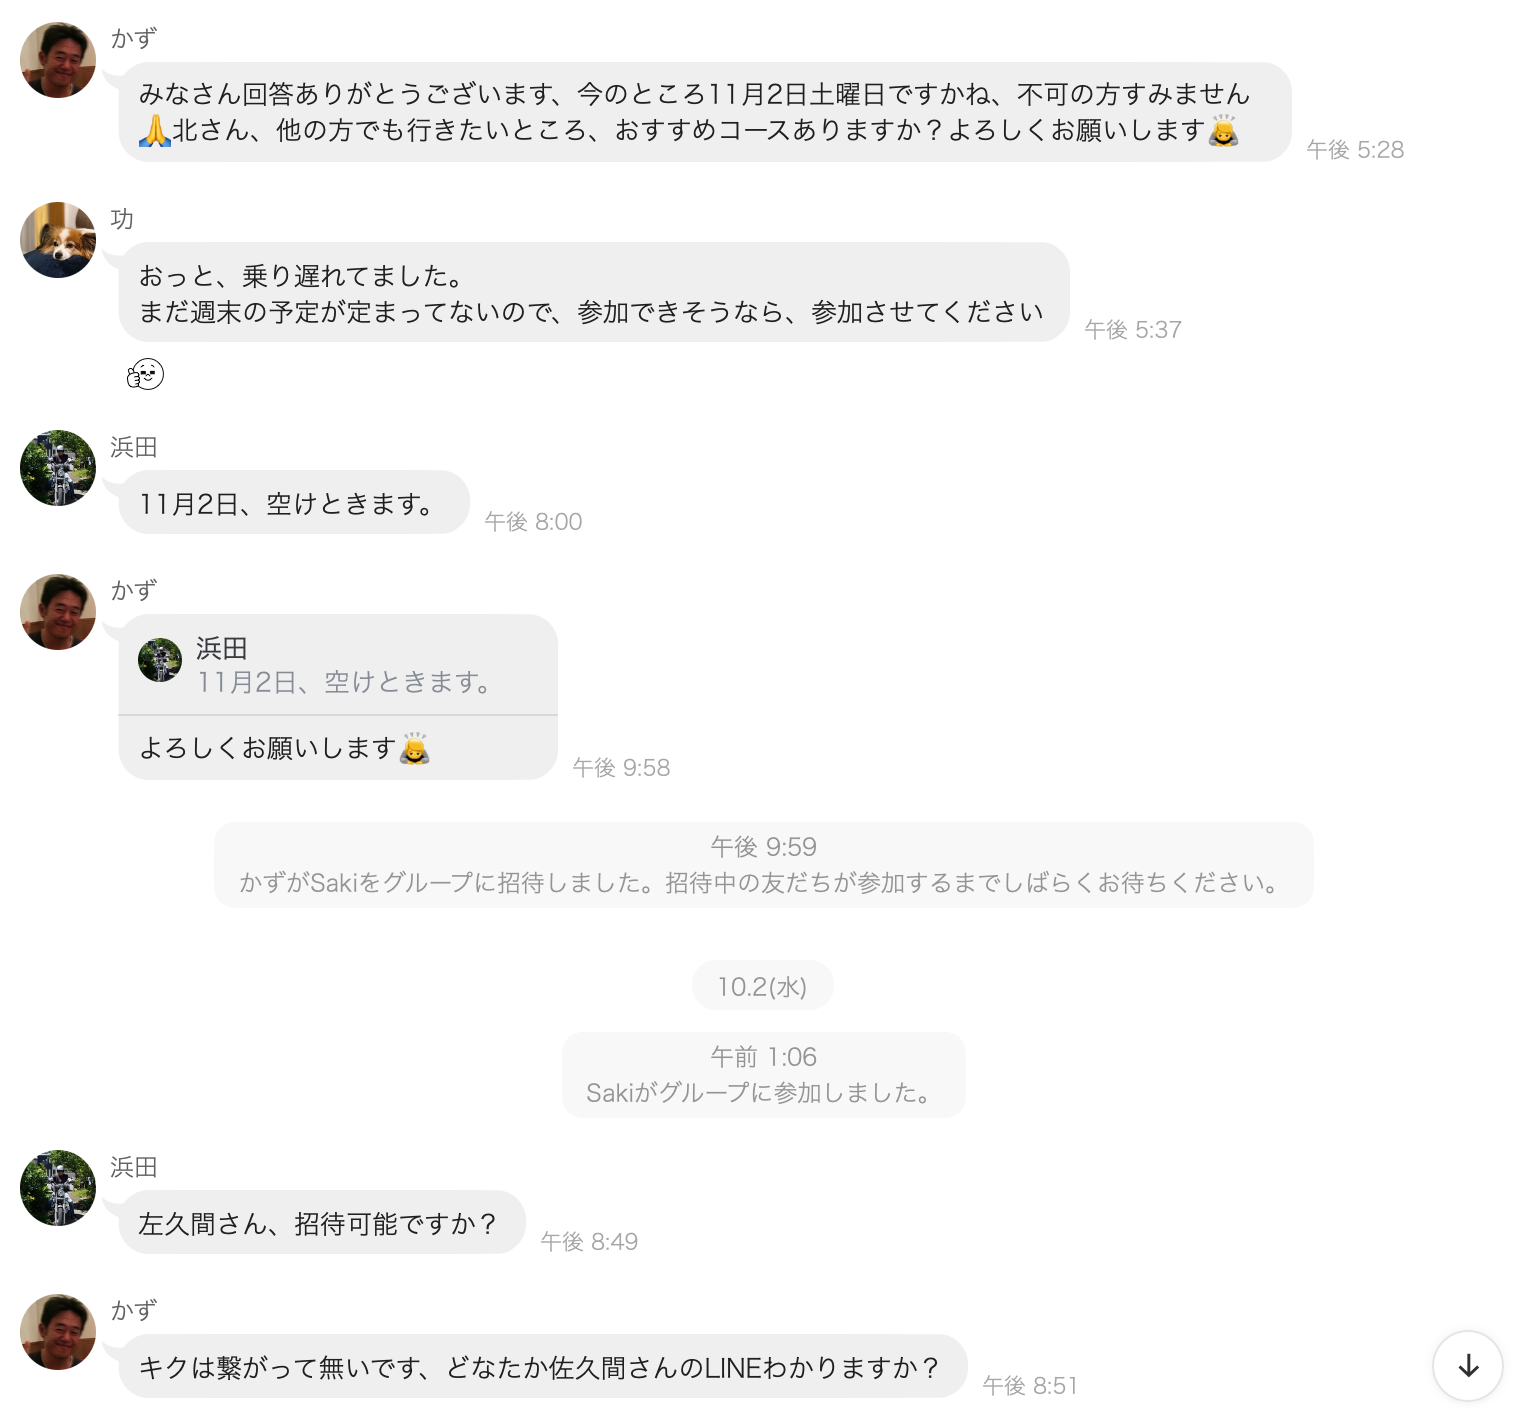 かず
みなさん回答ありがとうございます、今のところ11月2日土曜日ですかね、不可の方すみません
🙏北さん、他の方でも行きたいところ、おすすめコースありますか？よろしくお願いします🙇
午後 5:28
功
おっと、乗り遅れてました。
まだ週末の予定が定まってないので、参加できそうなら、参加させてください
午後 5:37
浜田
11月2日、空けときます。
午後 8:00
かず
浜田
11月2日、空けときます。
よろしくお願いします🙇
午後 9:58
午後 9:59
かずがSakiをグループに招待しました。招待中の友だちが参加するまでしばらくお待ちください。
10.2(水)
午前 1:06
Sakiがグループに参加しました。
浜田
左久間さん、招待可能ですか？
午後 8:49
かず
キクは繋がって無いです、どなたか佐久間さんのLINEわかりますか？
午後 8:51